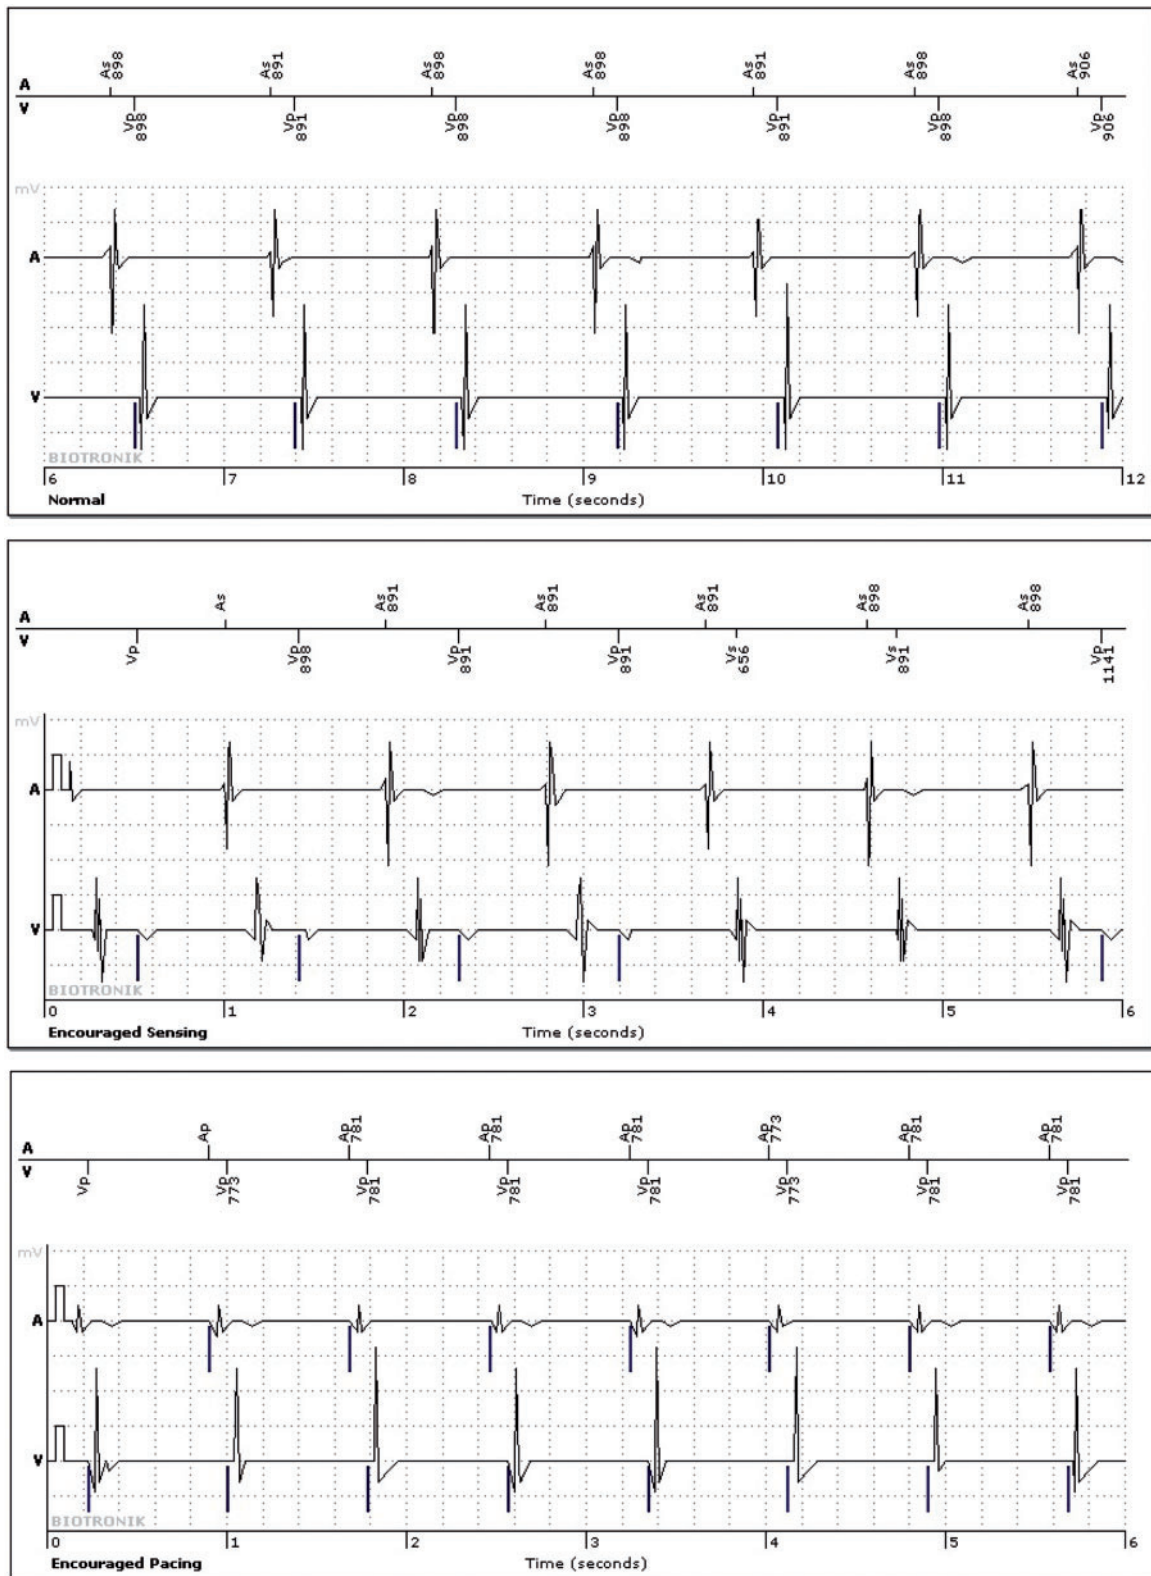 As 898 As 891 As 898 As 898 As 891 As 898 As 906
A
V
Vp 898 Vp 891 Vp 898 Vp 898 Vp 891 Vp 898 Vp 906
mV
A
V
BIOTRONIK
6 7 8 9 10 11 12
Normal Time (seconds)
As As 891 As 891 As 891 As 898 As 898
A
V
Vp Vp 898 Vp 891 Vp 891 Vs 656 Vs 891 Vp 1141
mV
A
V
BIOTRONIK
0 1 2 3 4 5 6
Encouraged Sensing Time (seconds)
Ap Ap 781 Ap 781 Ap 781 Ap 773 Ap 781 Ap 781
A
V
Vp Vp 773 Vp 781 Vp 781 Vp 781 Vp 773 Vp 781 Vp 781
mV
A
V
BIOTRONIK
0 1 2 3 4 5 6
Encouraged Pacing Time (seconds)